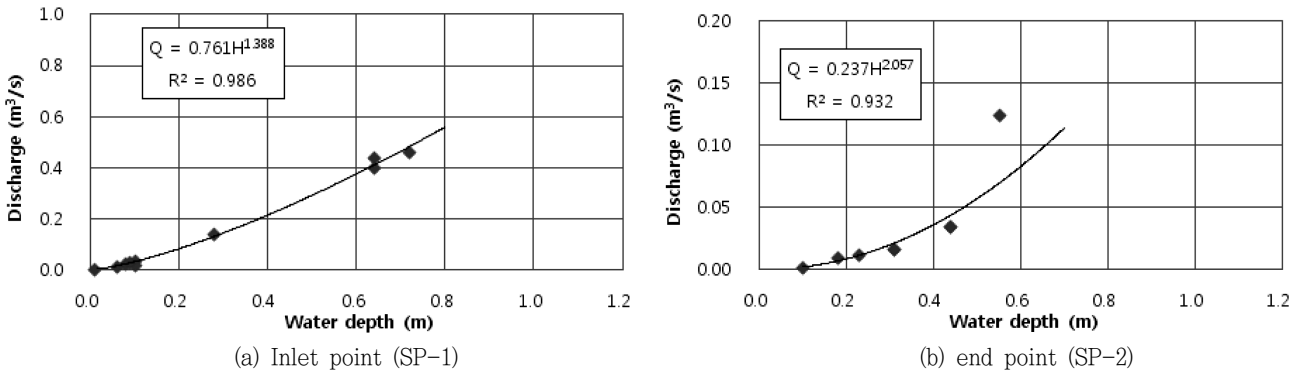 1.0
0.8
0.6
0.4
0.2
0.0
Discharge (m³/s)
Q = 0.761H^1.388
R² = 0.986
0.0 0.2 0.4 0.6 0.8 1.0 1.2
Water depth (m)
(a) Inlet point (SP-1)
0.20
0.15
0.10
0.05
0.00
Discharge (m³/s)
Q = 0.237H^2.057
R² = 0.932
0.0 0.2 0.4 0.6 0.8 1.0 1.2
Water depth (m)
(b) end point (SP-2)